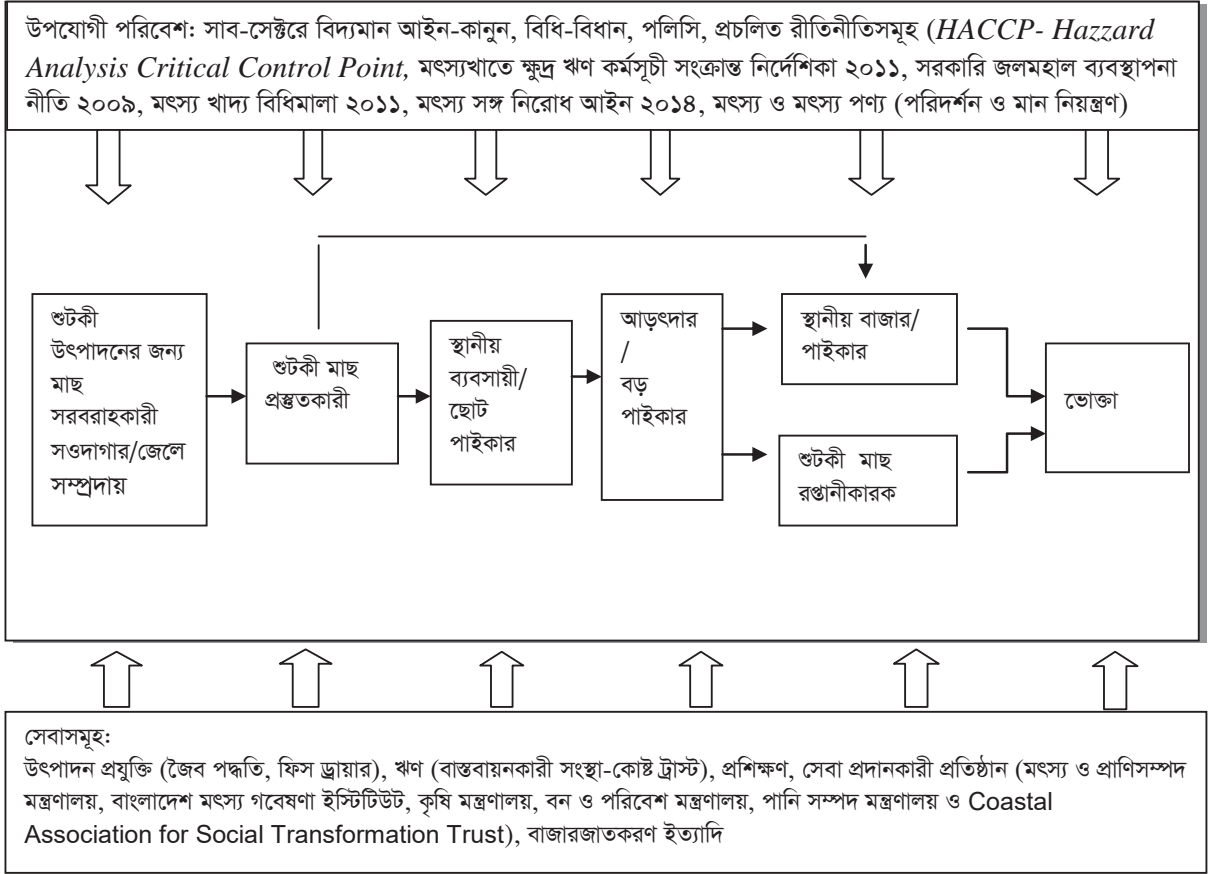 উপযোগী পরিবেশ: সাব-সেক্টরে বিদ্যমান আইন-কানুন, বিধি-বিধান, পলিসি, প্রচলিত রীতিনীতিসমূহ (HACCP- Hazzard
Analysis Critical Control Point, মৎস্যখাতে ক্ষুদ্র ঋণ কর্মসূচী সংক্রান্ত নির্দেশিকা ২০১১, সরকারি জলমহাল ব্যবস্থাপনা
নীতি ২০০৯, মৎস্য খাদ্য বিধিমালা ২০১১, মৎস্য সঙ্গ নিরোধ আইন ২০১৪, মৎস্য ও মৎস্য পণ্য (পরিদর্শন ও মান নিয়ন্ত্রণ)
শুটকী
উৎপাদনের জন্য
মাছ
সরবরাহকারী
সওদাগার/জেলে
সম্প্রদায়
শুটকী মাছ
প্রস্তুতকারী
স্থানীয়
ব্যবসায়ী/
ছোট
পাইকার
আড়ৎদার
/
বড়
পাইকার
স্থানীয় বাজার/
পাইকার
শুটকী মাছ
রপ্তানীকারক
ভোক্তা
সেবাসমূহ:
উৎপাদন প্রযুক্তি (জৈব পদ্ধতি, ফিস ড্রায়ার), ঋণ (বাস্তবায়নকারী সংস্থা-কোষ্ট ট্রাস্ট), প্রশিক্ষণ, সেবা প্রদানকারী প্রতিষ্ঠান (মৎস্য ও প্রাণিসম্পদ
মন্ত্রণালয়, বাংলাদেশ মৎস্য গবেষণা ইন্সটিটিউট, কৃষি মন্ত্রণালয়, বন ও পরিবেশ মন্ত্রণালয়, পানি সম্পদ মন্ত্রণালয় ও Coastal
Association for Social Transformation Trust), বাজারজাতকরণ ইত্যাদি